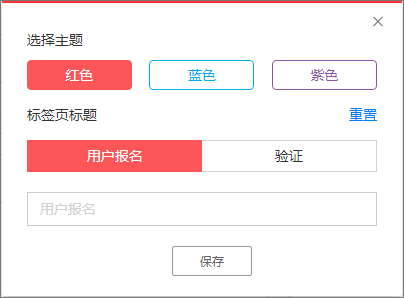 选择主题
红色 蓝色 紫色
标签页标题 重置
用户报名 验证
用户报名
保存